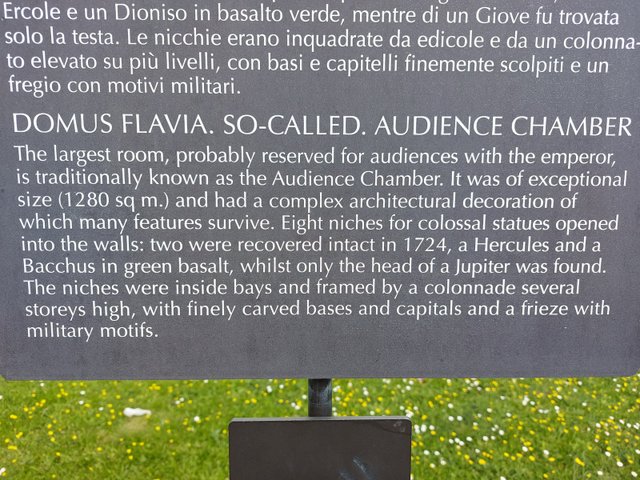 Ercole e un Dioniso in basalto verde, mentre di un Giove fu trovata
solo la testa. Le nicchie erano inquadrate da edicole e da un colonna-
to elevato su più livelli, con basi e capitelli finemente scolpiti e un
fregio con motivi militari.
DOMUS FLAVIA. SO-CALLED. AUDIENCE CHAMBER
The largest room, probably reserved for audiences with the emperor,
is traditionally known as the Audience Chamber. It was of exceptional
size (1280 sq m.) and had a complex architectural decoration of
which many features survive. Eight niches for colossal statues opened
into the walls: two were recovered intact in 1724, a Hercules and a
Bacchus in green basalt, whilst only the head of a Jupiter was found.
The niches were inside bays and framed by a colonnade several
storeys high, with finely carved bases and capitals and a frieze with
military motifs.